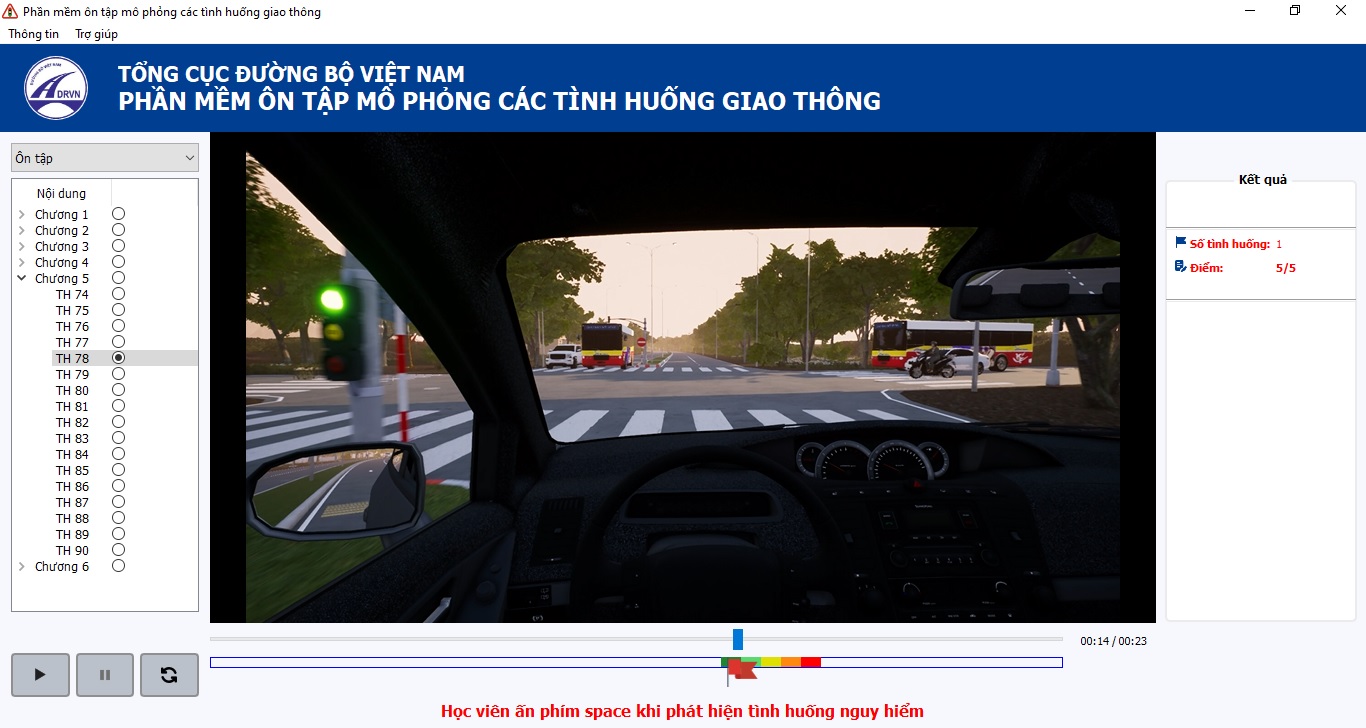 Phần mềm ôn tập mô phỏng các tình huống giao thông
Thông tin Trợ giúp
ĐƯỜNG BỘ VIỆT NAM
DRVN
TỔNG CỤC ĐƯỜNG BỘ VIỆT NAM
PHẦN MỀM ÔN TẬP MÔ PHỎNG CÁC TÌNH HUỐNG GIAO THÔNG
Ôn tập
Nội dung
Chương 1
Chương 2
Chương 3
Chương 4
Chương 5
TH 74
TH 75
TH 76
TH 77
TH 78
TH 79
TH 80
TH 81
TH 82
TH 83
TH 84
TH 85
TH 86
TH 87
TH 88
TH 89
TH 90
Chương 6
Kết quả
Số tình huống: 1
Điểm: 5/5
00:14 / 00:23
Học viên ấn phím space khi phát hiện tình huống nguy hiểm